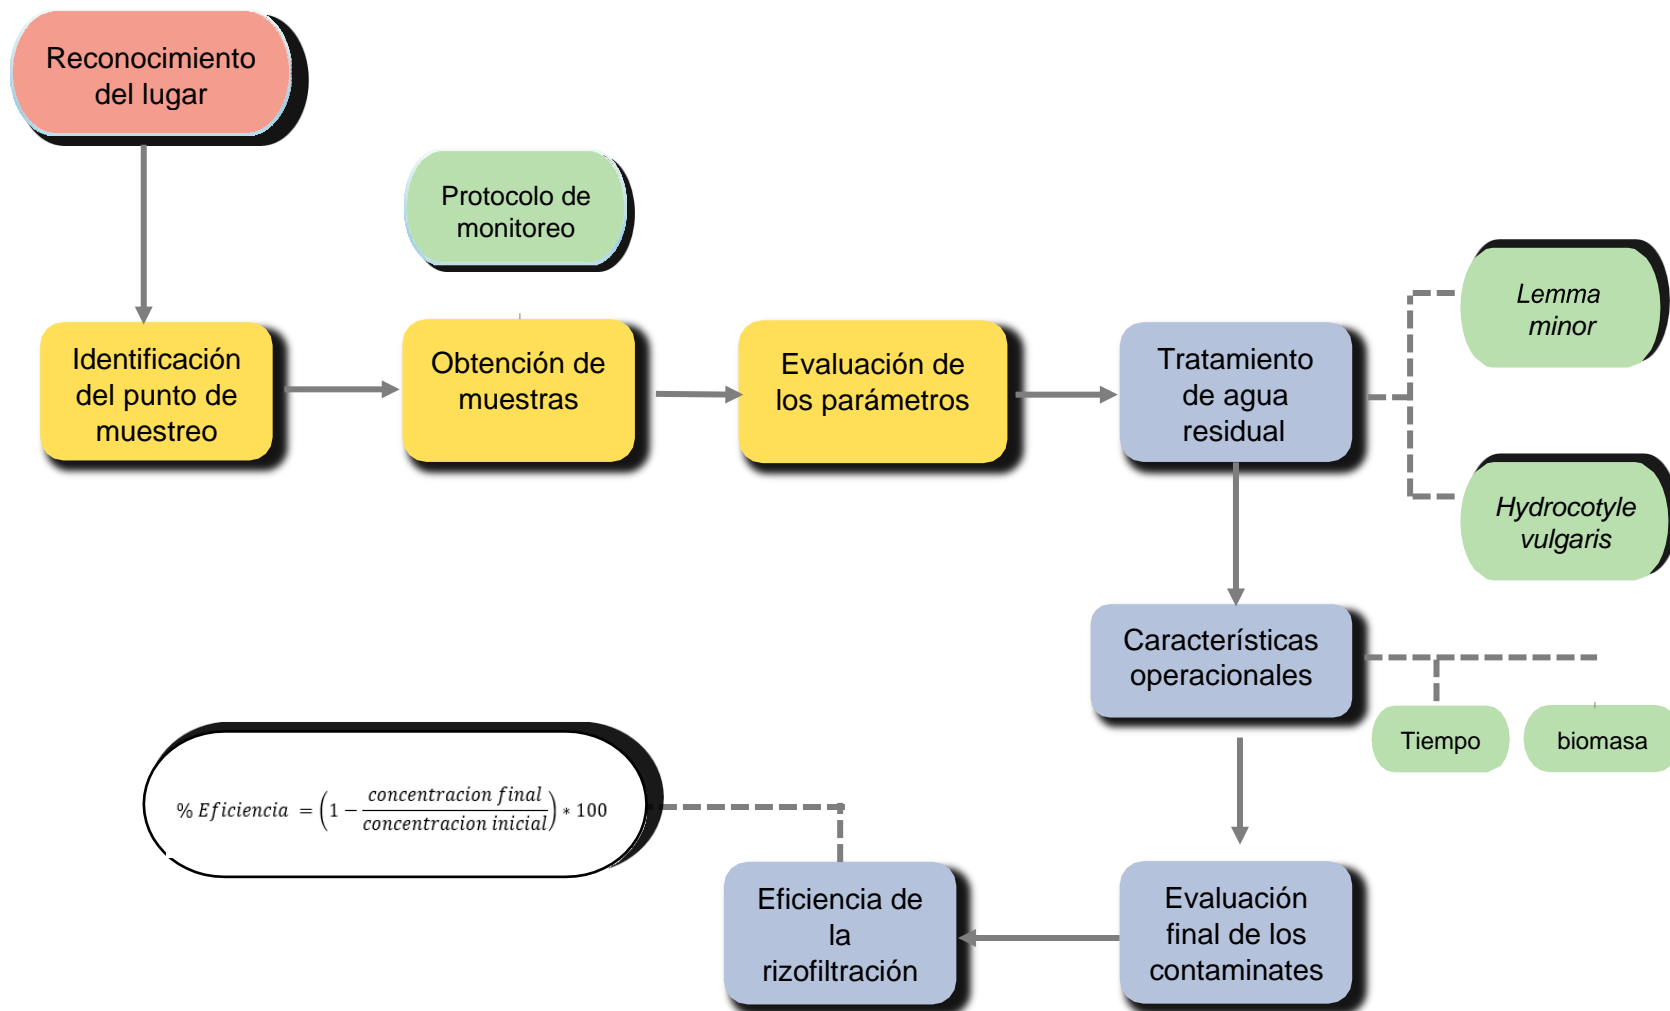 Reconocimiento
del lugar
Protocolo de
monitoreo
Identificación
del punto de
muestreo
Obtención de
muestras
Evaluación de
los parámetros
Tratamiento
de agua
residual
Lemma
minor
Hydrocotyle
vulgaris
Características
operacionales
Tiempo
biomasa
Evaluación
final de los
contaminates
Eficiencia de
la
rizofiltración
% Eficiencia = (1 − concentracion final / concentracion inicial) * 100